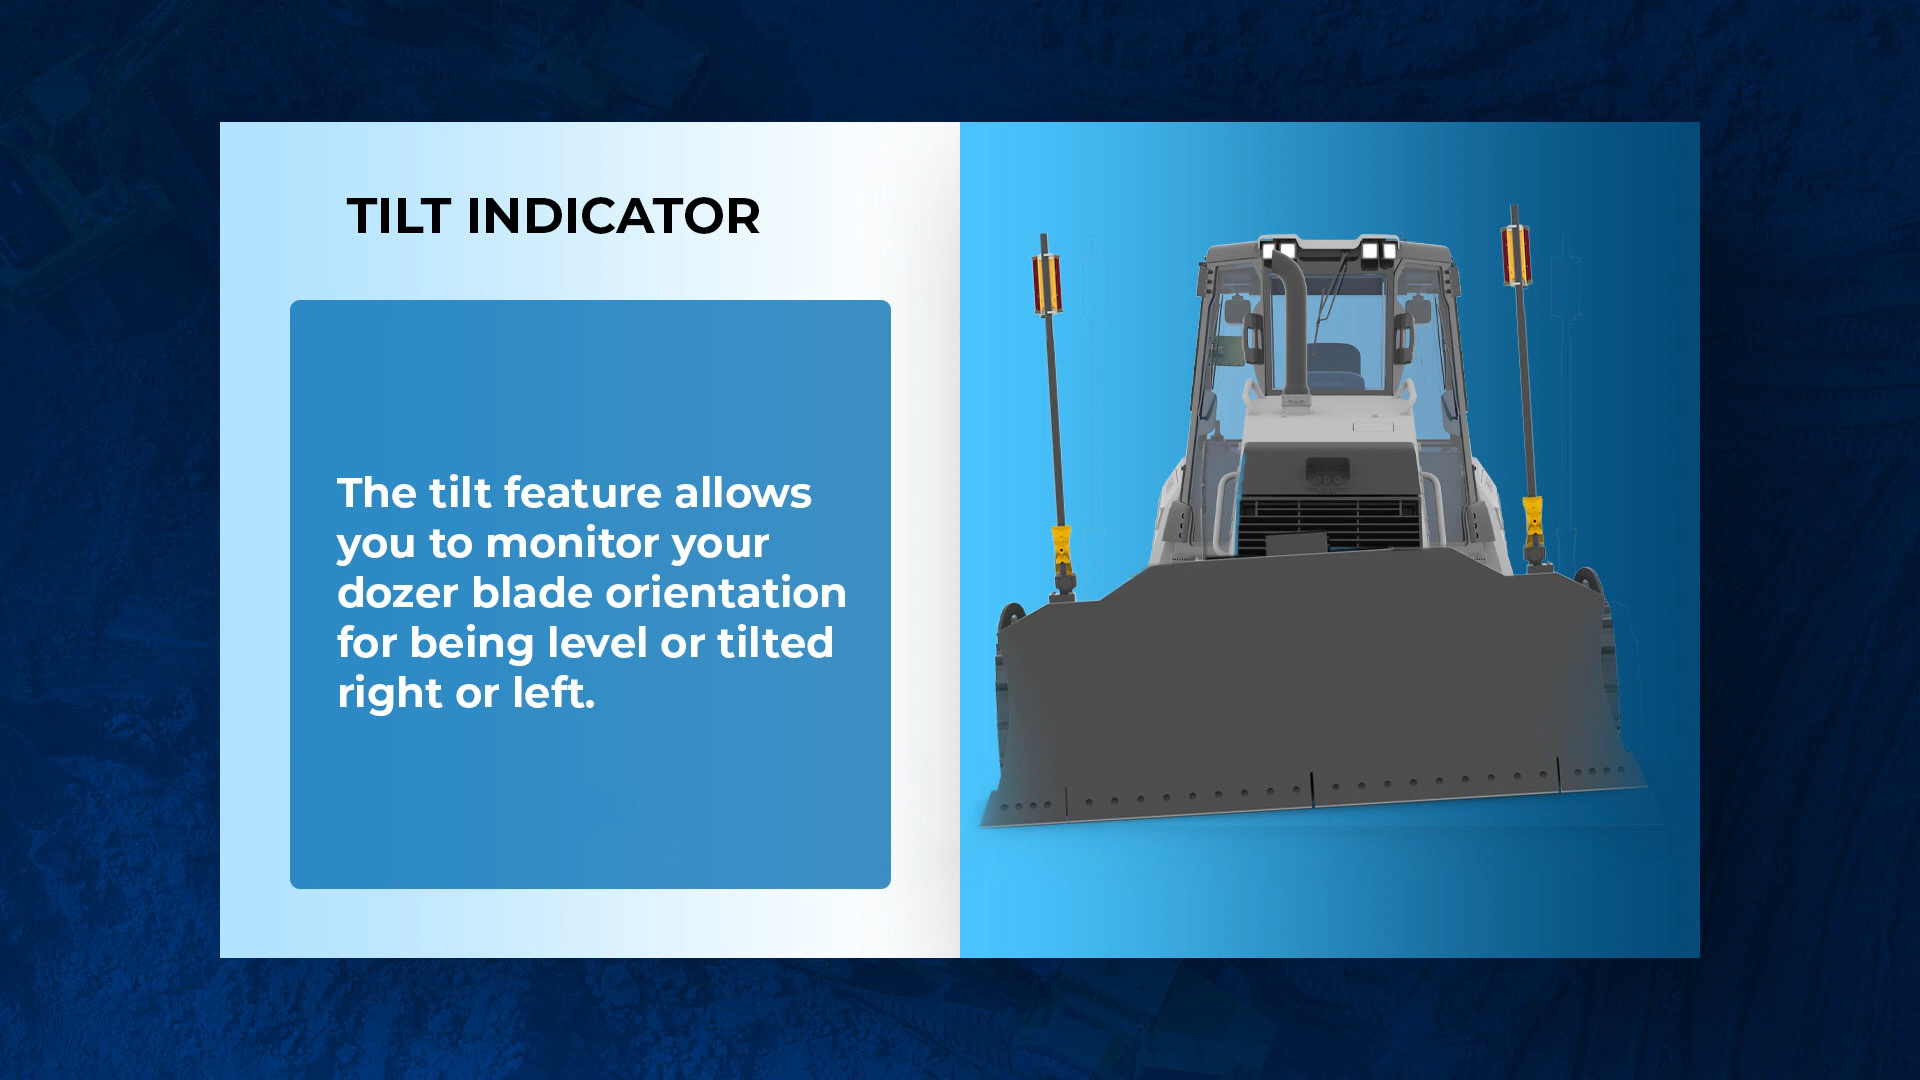 TILT INDICATOR
The tilt feature allows
you to monitor your
dozer blade orientation
for being level or tilted
right or left.